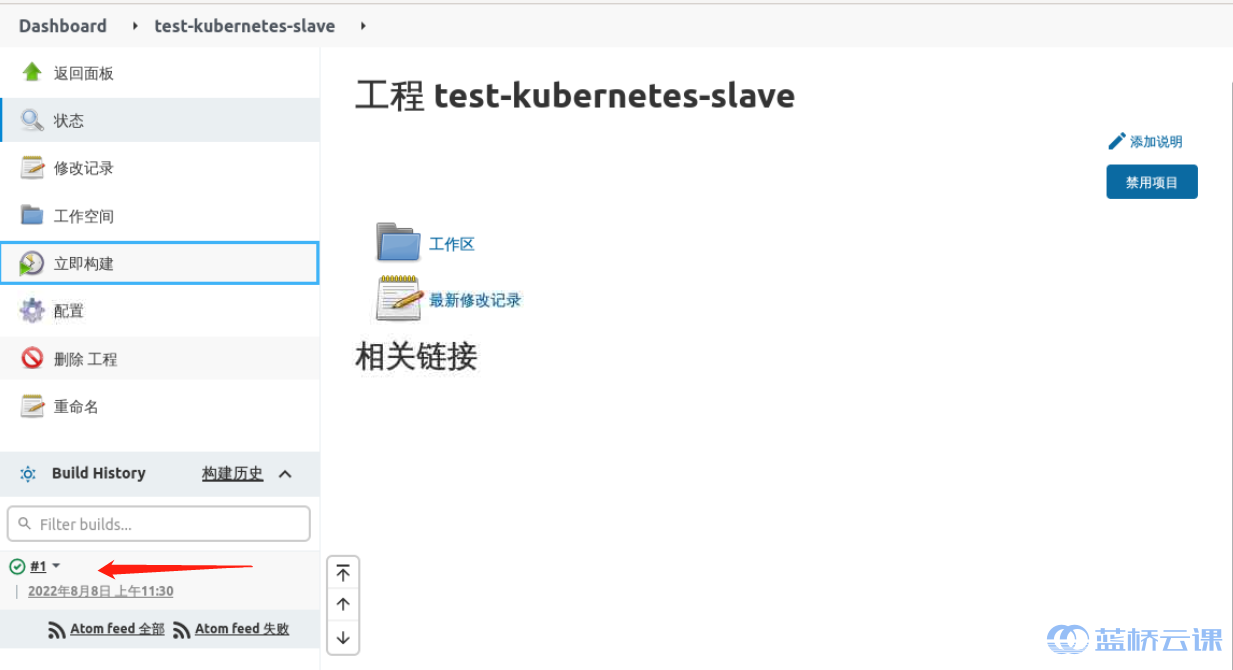 Dashboard test-kubernetes-slave
返回面板
状态
修改记录
工作空间
立即构建
配置
删除 工程
重命名
Build History 构建历史
Filter builds...
#1
2022年8月8日 上午11:30
Atom feed 全部 Atom feed 失败
工程 test-kubernetes-slave
添加说明
禁用项目
工作区
最新修改记录
相关链接
蓝桥云课